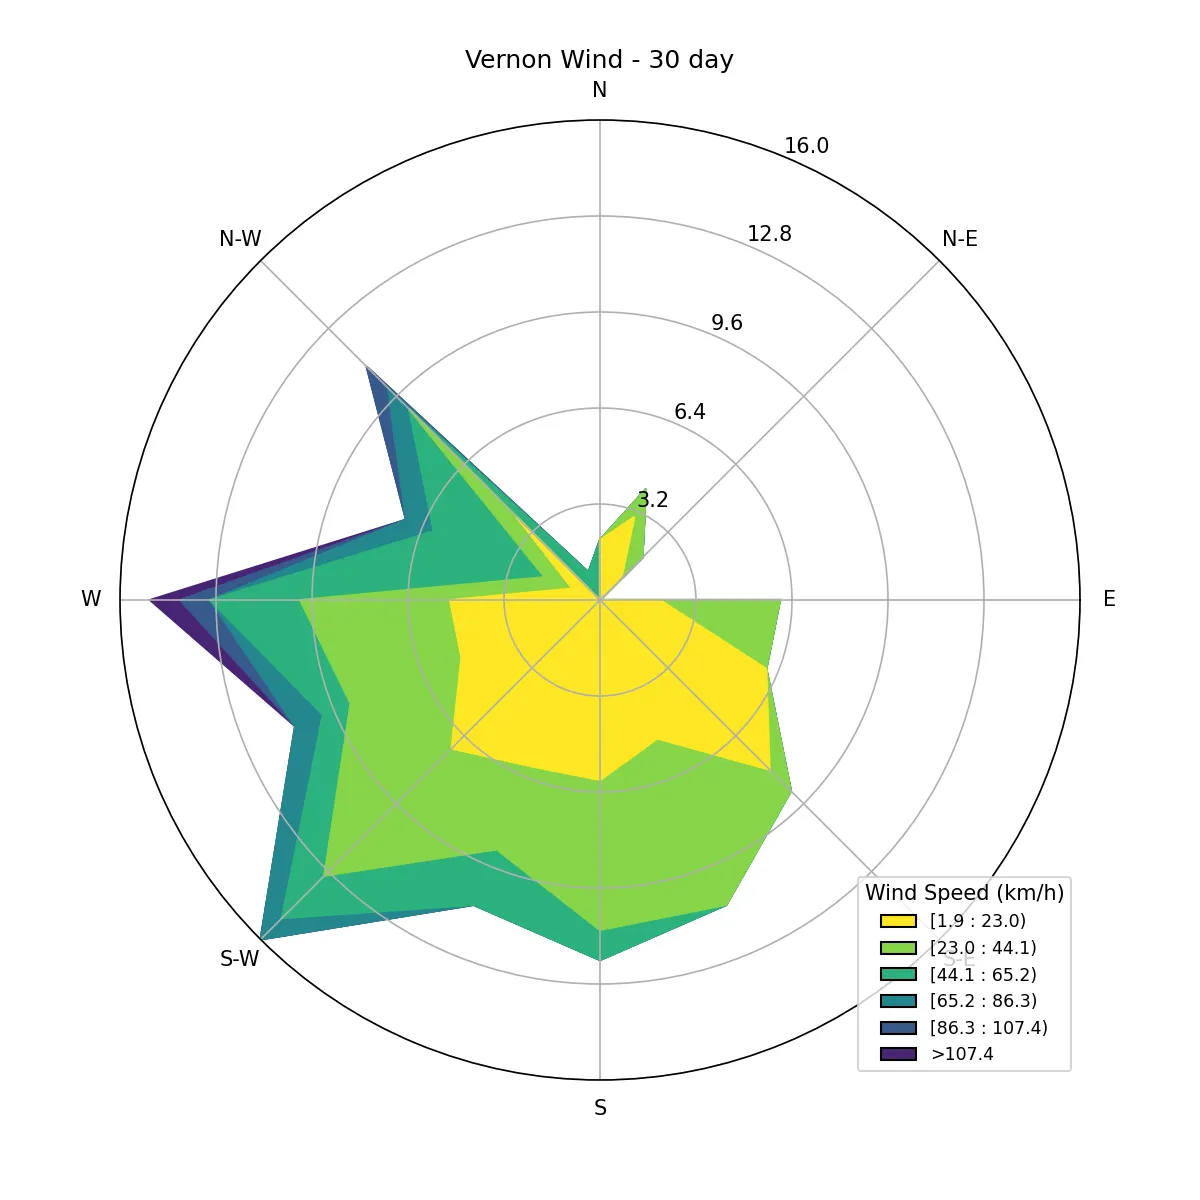 Vernon Wind - 30 day
N
16.0
12.8
N-W
N-E
9.6
6.4
3.2
W
E
Wind Speed (km/h)
[1.9 : 23.0)
[23.0 : 44.1)
S-W
S-E
[44.1 : 65.2)
[65.2 : 86.3)
[86.3 : 107.4)
>107.4
S